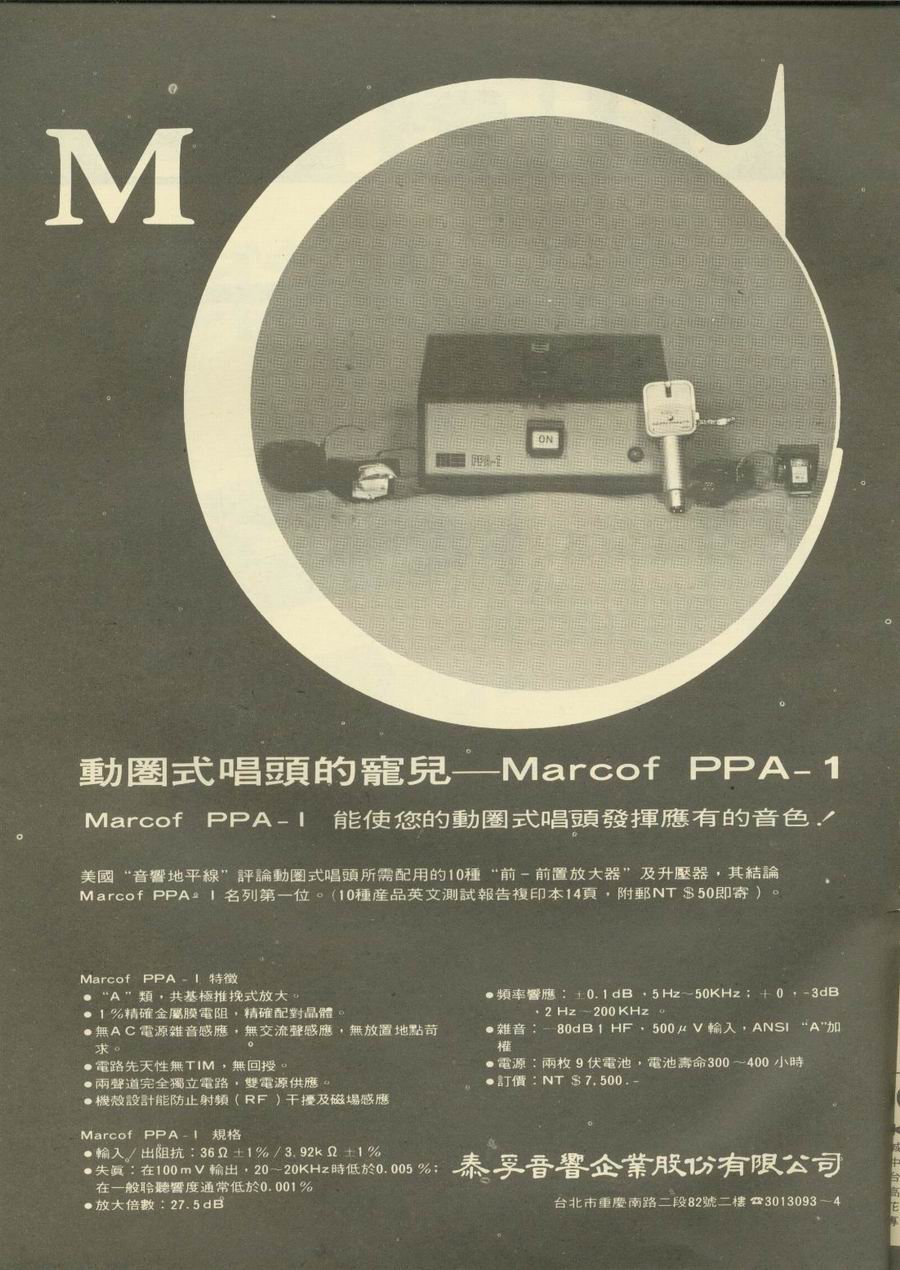 M C
ON
PPA-1
動圈式唱頭的寵兒—Marcof PPA-1
Marcof PPA-I 能使您的動圈式唱頭發揮應有的音色！
美國“音響地平線”評論動圈式唱頭所需配用的10種“前-前置放大器”及升壓器，其結論
Marcof PPA-I 名列第一位。(10種產品英文測試報告複印本14頁，附郵NT＄50即寄)。
Marcof PPA-I 特徵
●“A”類，共基極推挽式放大。
●1％精確金屬膜電阻，精確配對晶體。
●無AC電源雜音感應，無交流聲感應，無放置地點苛
求。
●電路先天性無TIM，無回授。
●兩聲道完全獨立電路，雙電源供應。
●機殼設計能防止射頻(RF)干擾及磁場感應
Marcof PPA-I 規格
●輸入／出阻抗：36Ω±1％／3.92kΩ±1％
●失眞：在100mV輸出，20～20KHz時低於0.005％；
在一般聆聽響度通常低於0.001％
●放大倍數：27.5dB
●頻率響應：±0.1dB，5Hz～50KHz；+0，-3dB
，2Hz～200KHz。
●雜音：－80dB1HF，500μV輸入，ANSI“A”加
權
●電源：兩枚9伏電池，電池壽命300～400小時
●訂價：NT＄7,500.-
泰孚音響企業股份有限公司
台北市重慶南路二段82號二樓☎3013093～4